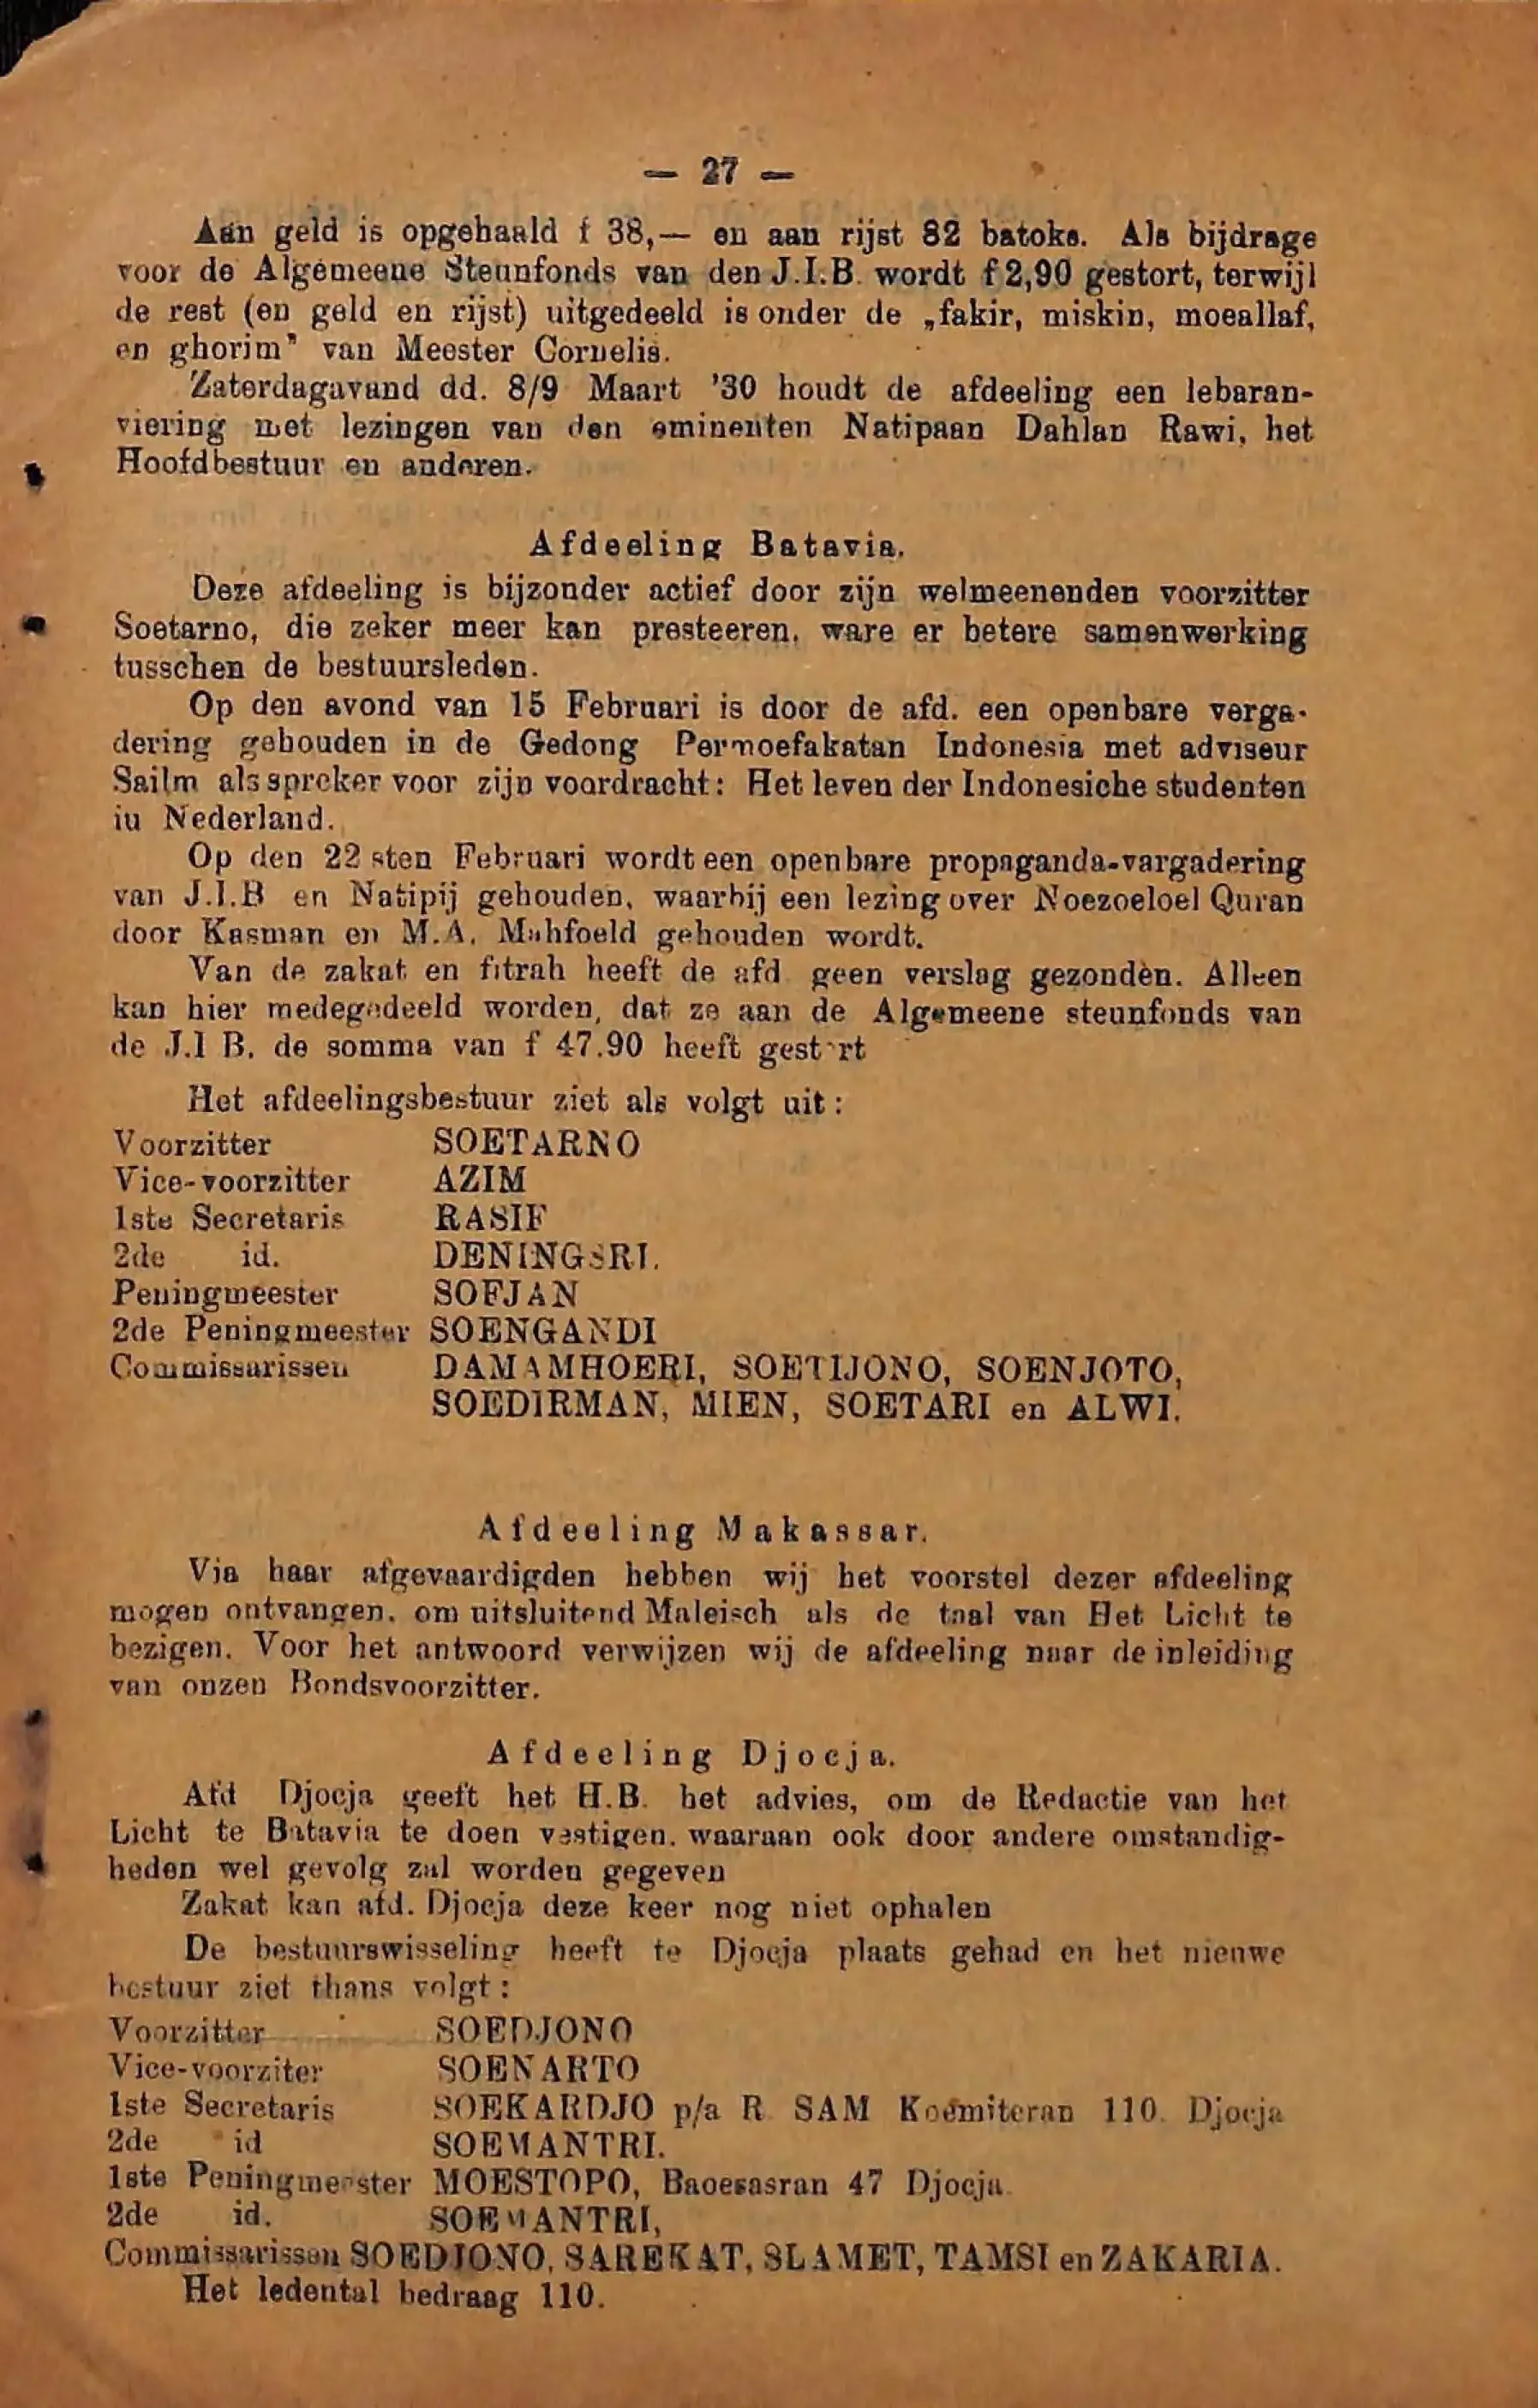 — 27 —
Aan geld is opgehaald f 38,— en aan rijst 82 batoks. Als bijdrage
voor de Algemeene Steunfonds van den J.I.B. wordt f 2,90 gestort, terwijl
de rest (en geld en rijst) uitgedeeld is onder de „fakir, miskin, moeallaf,
en ghorim" van Meester Cornelis.
Zaterdagavand dd. 8/9 Maart '30 houdt de afdeeling een lebaran-
viering met lezingen van den eminenten Natipaan Dahlan Rawi, het
Hoofdbestuur en anderen.
Afdeeling Batavia.
Deze afdeeling is bijzonder actief door zijn welmeenenden voorzitter
Soetarno, die zeker meer kan presteeren, ware er betere samenwerking
tusschen de bestuursleden.
Op den avond van 15 Februari is door de afd. een openbare verga-
dering gehouden in de Gedong Permoefakatan Indonesia met adviseur
Sailm als spreker voor zijn voordracht: Het leven der Indonesiche studenten
in Nederland.
Op den 22 sten Februari wordt een openbare propaganda-vargadering
van J.I.B en Natipij gehouden, waarbij een lezing over Noezoeloel Quran
door Kasman en M.A. Mahfoeld gehouden wordt.
Van de zakat en fitrah heeft de afd geen verslag gezonden. Alleen
kan hier medegedeeld worden, dat ze aan de Algemeene steunfonds van
de J.I B. de somma van f 47.90 heeft gestort
Het afdeelingsbestuur ziet als volgt uit:
Voorzitter SOETARNO
Vice-voorzitter AZIM
1ste Secretaris RASIF
2de id. DENINGSRI.
Peningmeester SOFJAN
2de Peningmeester SOENGANDI
Commissarissen DAMAMHOERI, SOETIJONO, SOENJOTO,
SOEDIRMAN, MIEN, SOETARI en ALWI.
Afdeeling Makassar.
Via haar afgevaardigden hebben wij het voorstel dezer afdeeling
mogen ontvangen, om uitsluitend Maleisch als de taal van Het Licht te
bezigen. Voor het antwoord verwijzen wij de afdeeling naar de inleiding
van onzen Bondsvoorzitter.
Afdeeling Djocja.
Afd Djocja geeft het H.B. het advies, om de Redactie van het
Licht te Batavia te doen vestigen, waaraan ook door andere omstandig-
heden wel gevolg zal worden gegeven
Zakat kan afd. Djocja deze keer nog niet ophalen
De bestuurswisseling heeft te Djocja plaats gehad en het nieuwe
bestuur ziet thans volgt:
Voorzitter SOEDJONO
Vice-voorziter SOENARTO
1ste Secretaris SOEKARDJO p/a R SAM Koemiteran 110. Djocja
2de id SOEMANTRI.
1ste Peningmeester MOESTOPO, Baoesasran 47 Djocja
2de id. SOEMANTRI,
Commissarissen SOEDJONO, SAREKAT, SLAMET, TAMSI en ZAKARIA.
Het ledental bedraag 110.